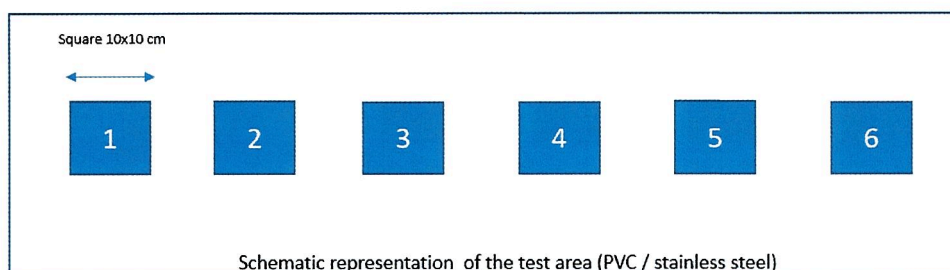 Square 10x10 cm
1 2 3 4 5 6
Schematic representation of the test area (PVC / stainless steel)